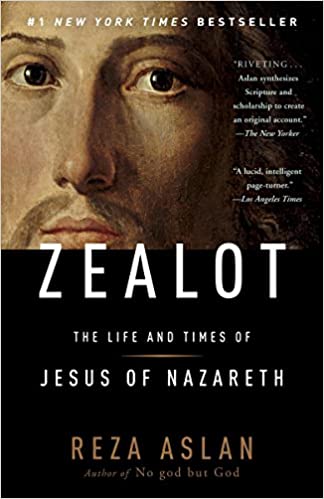 #1 NEW YORK TIMES BESTSELLER
"RIVETING . . .
Aslan synthesizes
Scripture and
scholarship to create
an original account."
—The New Yorker
"A lucid, intelligent
page-turner."
—Los Angeles Times
ZEALOT
THE LIFE AND TIMES OF
JESUS OF NAZARETH
REZA ASLAN
Author of No god but God